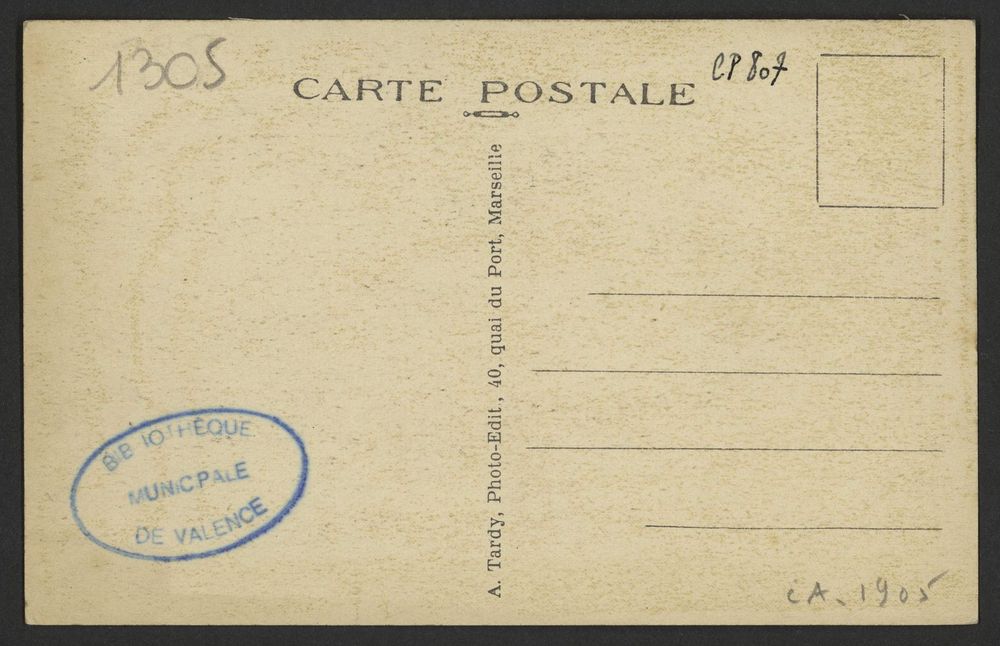 1305
CARTE POSTALE
CP 807
A. Tardy, Photo-Edit., 40, quai du Port, Marseille
BIBLIOTHÈQUE
MUNICIPALE
DE VALENCE
CA. 1905